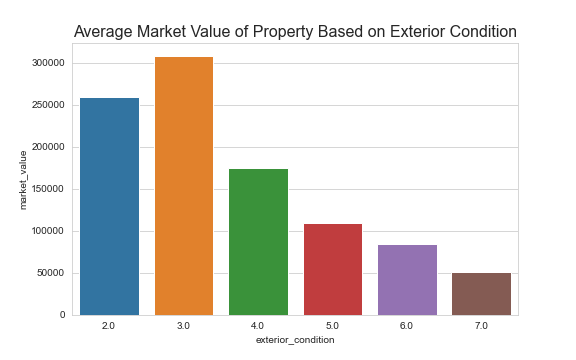 Average Market Value of Property Based on Exterior Condition
300000
250000
200000
150000
100000
50000
0
market_value
2.0 3.0 4.0 5.0 6.0 7.0
exterior_condition